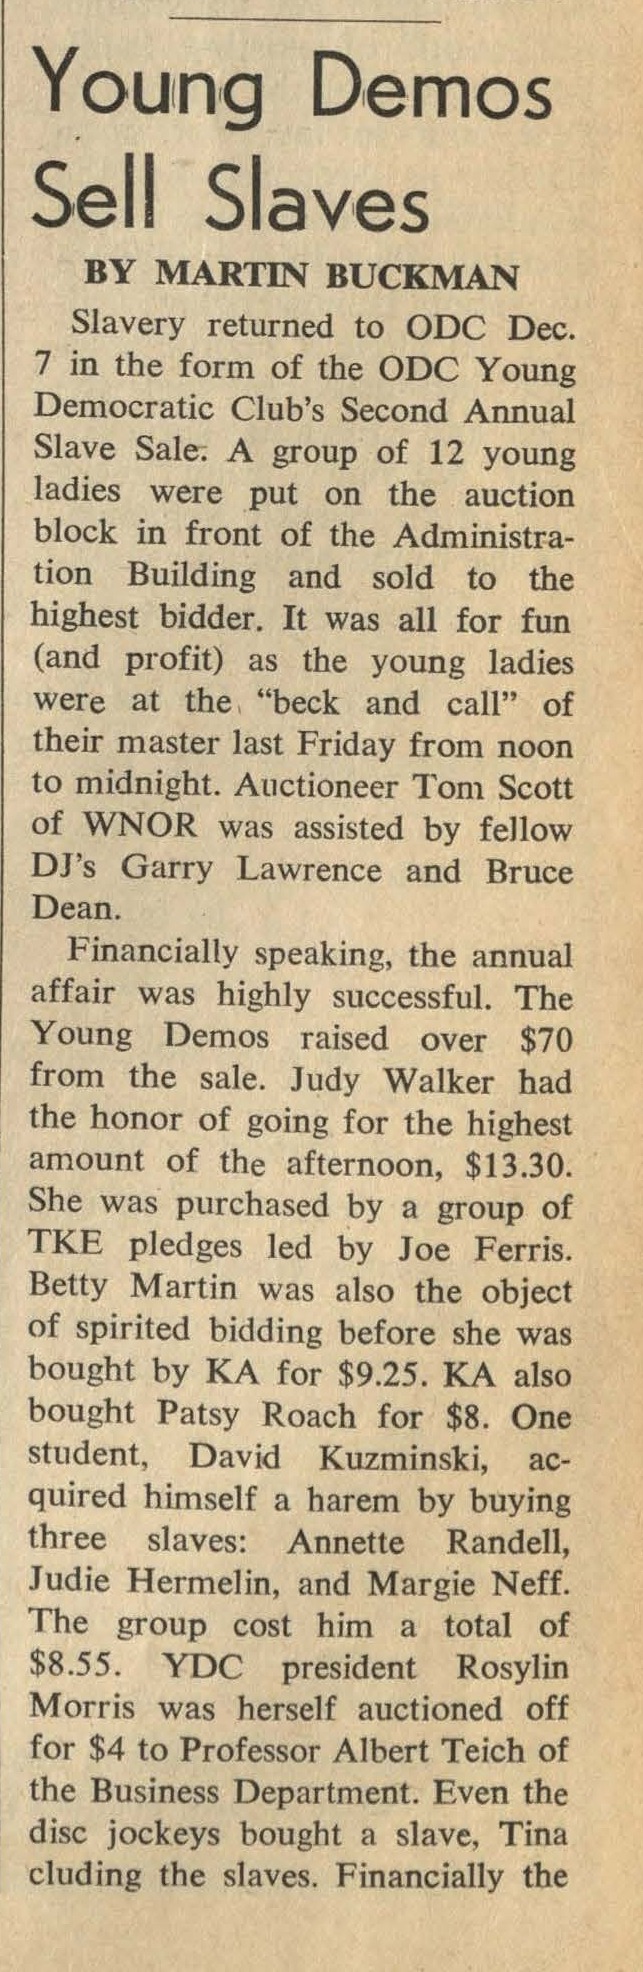 Young Demos
Sell Slaves
BY MARTIN BUCKMAN
Slavery returned to ODC Dec.
7 in the form of the ODC Young
Democratic Club's Second Annual
Slave Sale. A group of 12 young
ladies were put on the auction
block in front of the Administra-
tion Building and sold to the
highest bidder. It was all for fun
(and profit) as the young ladies
were at the "beck and call" of
their master last Friday from noon
to midnight. Auctioneer Tom Scott
of WNOR was assisted by fellow
DJ's Garry Lawrence and Bruce
Dean.
Financially speaking, the annual
affair was highly successful. The
Young Demos raised over $70
from the sale. Judy Walker had
the honor of going for the highest
amount of the afternoon, $13.30.
She was purchased by a group of
TKE pledges led by Joe Ferris.
Betty Martin was also the object
of spirited bidding before she was
bought by KA for $9.25. KA also
bought Patsy Roach for $8. One
student, David Kuzminski, ac-
quired himself a harem by buying
three slaves: Annette Randell,
Judie Hermelin, and Margie Neff.
The group cost him a total of
$8.55. YDC president Rosylin
Morris was herself auctioned off
for $4 to Professor Albert Teich of
the Business Department. Even the
disc jockeys bought a slave, Tina
cluding the slaves. Financially the